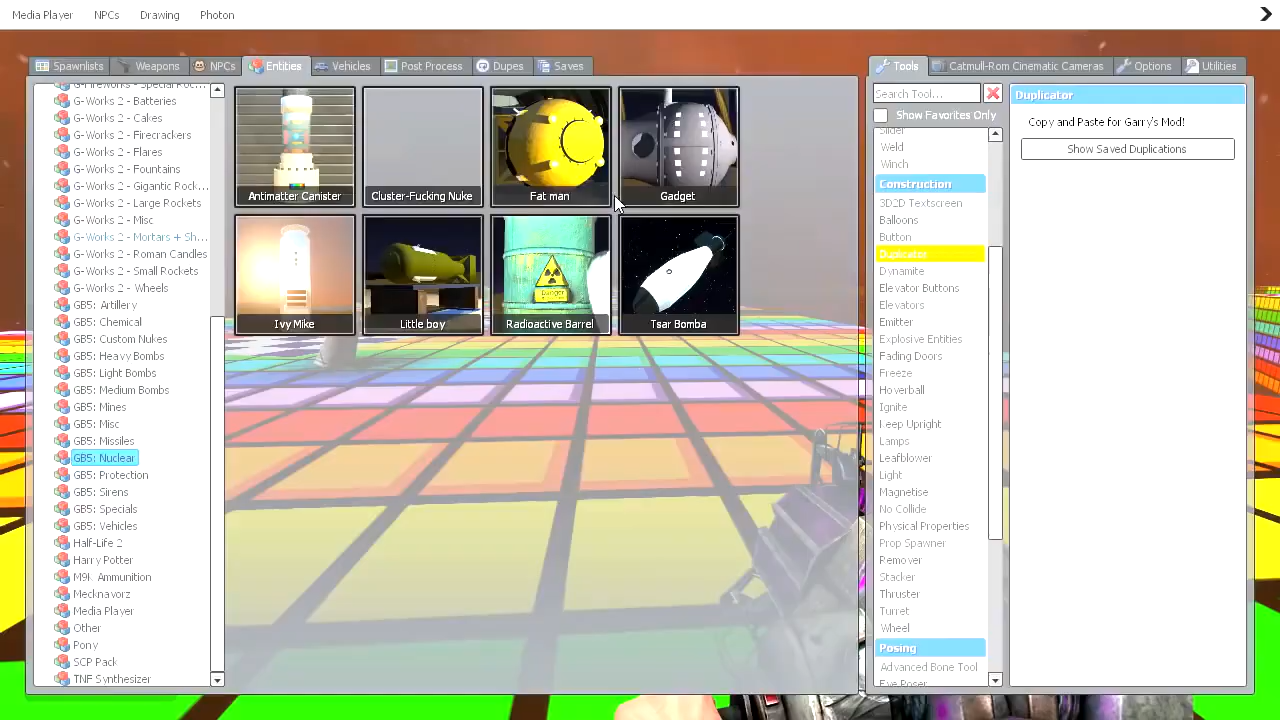 Media Player NPCs Drawing Photon
Spawnlists Weapons NPCs Entities Vehicles Post Process Dupes Saves
G-Fireworks - Special Roc...
G-Works 2 - Batteries
G-Works 2 - Cakes
G-Works 2 - Firecrackers
G-Works 2 - Flares
G-Works 2 - Fountains
G-Works 2 - Gigantic Rock...
G-Works 2 - Large Rockets
G-Works 2 - Misc
G-Works 2 - Mortars + Sh...
G-Works 2 - Roman Candles
G-Works 2 - Small Rockets
G-Works 2 - Wheels
GB5: Artillery
GB5: Chemical
GB5: Custom Nukes
GB5: Heavy Bombs
GB5: Light Bombs
GB5: Medium Bombs
GB5: Mines
GB5: Misc
GB5: Missiles
GB5: Nuclear
GB5: Protection
GB5: Sirens
GB5: Specials
GB5: Vehicles
Half-Life 2
Harry Potter
M9K Ammunition
Mecknavorz
Media Player
Other
Pony
SCP Pack
TNF Synthesizer
Antimatter Canister
Cluster-Fucking Nuke
Fat man
Gadget
Ivy Mike
Little boy
Radioactive Barrel
Tsar Bomba
Tools Catmull-Rom Cinematic Cameras Options Utilities
Search Tool...
Show Favorites Only
Slider
Weld
Winch
Construction
3D2D Textscreen
Balloons
Button
Duplicator
Dynamite
Elevator Buttons
Elevators
Emitter
Explosive Entities
Fading Doors
Freeze
Hoverball
Ignite
Keep Upright
Lamps
Leafblower
Light
Magnetise
No Collide
Physical Properties
Prop Spawner
Remover
Stacker
Thruster
Turret
Wheel
Posing
Advanced Bone Tool
Eye Poser
Duplicator
Copy and Paste for Garry's Mod!
Show Saved Duplications